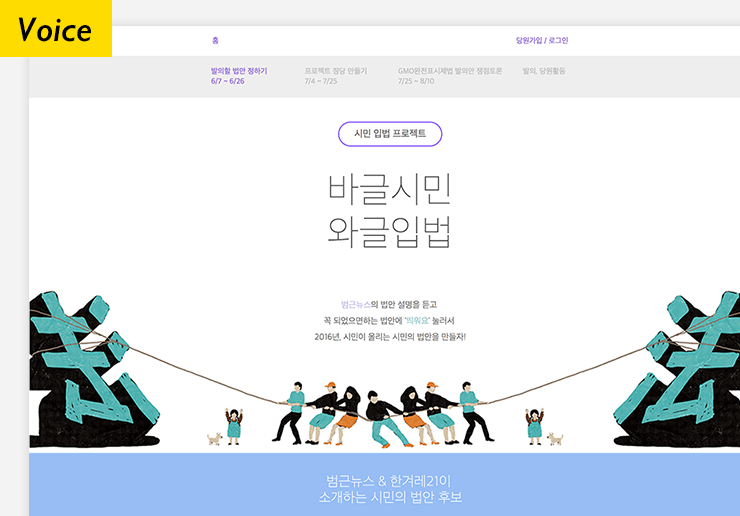 Voice
홈
당원가입 / 로그인
발의할 법안 정하기
6/7 ~ 6/26
프로젝트 정당 만들기
7/4 ~ 7/25
GMO완전표시제법 발의안 쟁점토론
7/25 ~ 8/10
발의, 당원활동
시민 입법 프로젝트
바글시민
와글입법
범근뉴스의 법안 설명을 듣고
꼭 되었으면하는 법안에 '띄워요' 눌러서
2016년, 시민이 올리는 시민의 법안을 만들자!
범근뉴스 & 한겨레21이
소개하는 시민의 법안 후보